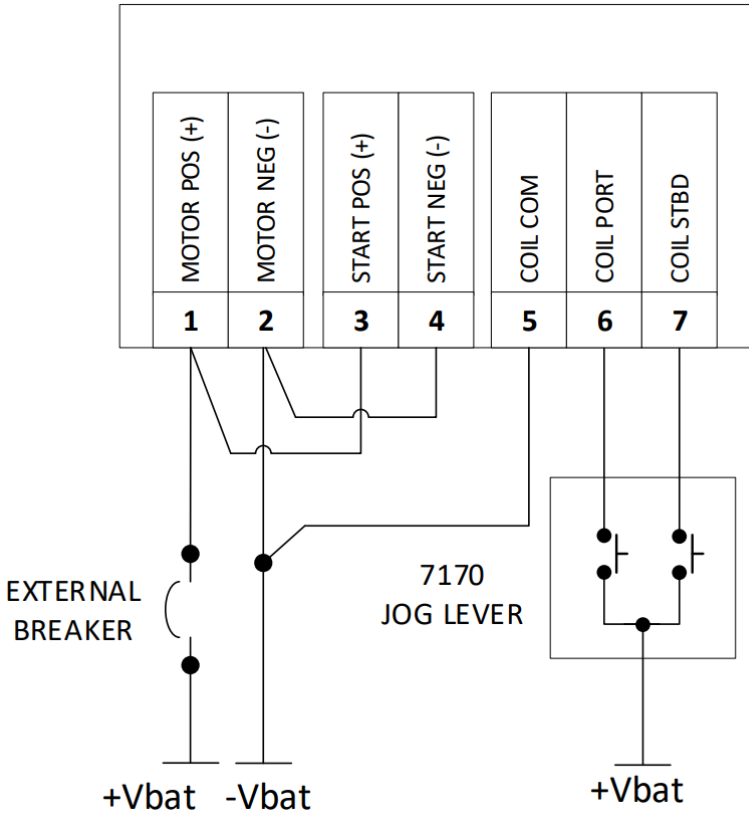 MOTOR POS (+)
MOTOR NEG (-)
START POS (+)
START NEG (-)
COIL COM
COIL PORT
COIL STBD
1
2
3
4
5
6
7
EXTERNAL
BREAKER
7170
JOG LEVER
+Vbat
-Vbat
+Vbat